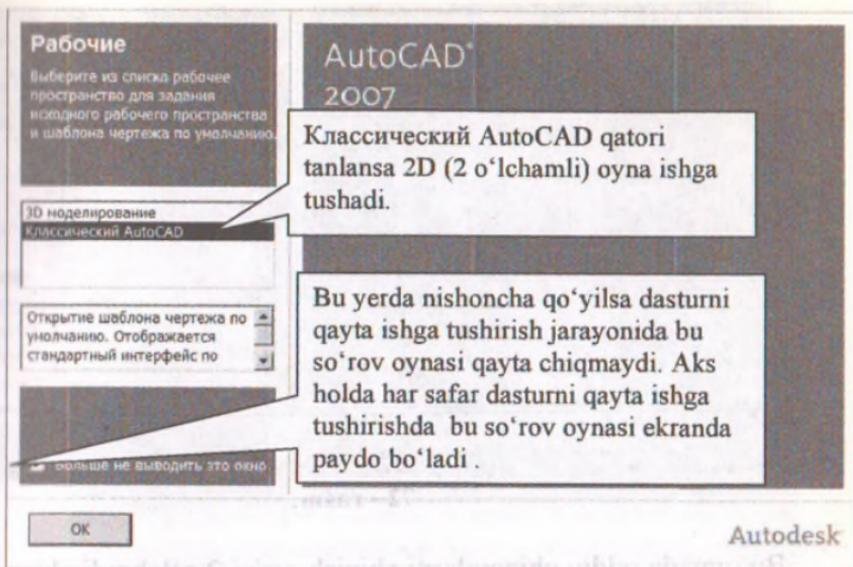 Рабочие
Выберите из списка рабочее
пространство для задания
исходного рабочего пространства
и шаблона чертежа по умолчанию.
AutoCAD®
2007
Классический AutoCAD qatori
tanlansa 2D (2 o‘lchamli) oyna ishga
tushadi.
3D моделирование
Классический AutoCAD
Открытие шаблона чертежа по
умолчанию. Отображается
стандартный интерфейс по
Bu yerda nishoncha qo‘yilsa dasturni
qayta ishga tushirish jarayonida bu
so‘rov oynasi qayta chiqmaydi. Aks
holda har safar dasturni qayta ishga
tushirishda bu so‘rov oynasi ekranda
paydo bo‘ladi .
Больше не выводить это окно
OK
Autodesk